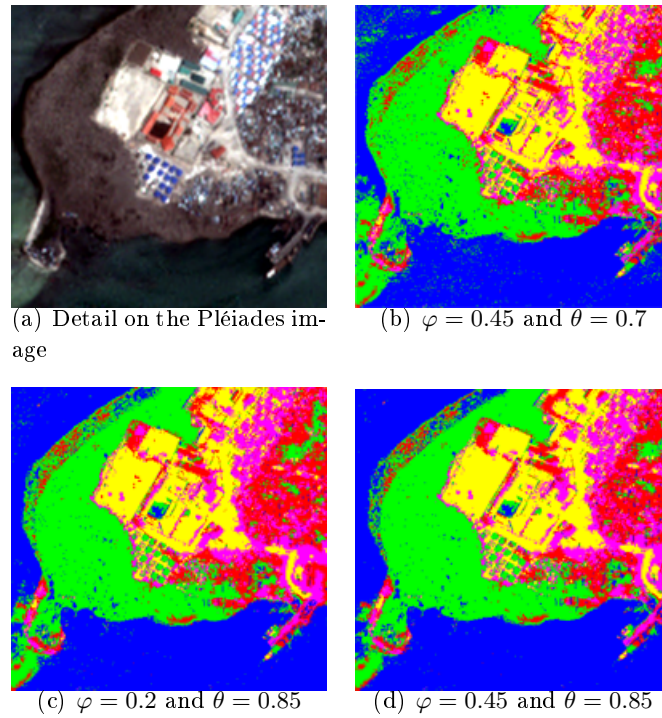 (a) Detail on the Pléiades im-
age
(b) φ = 0.45 and θ = 0.7
(c) φ = 0.2 and θ = 0.85
(d) φ = 0.45 and θ = 0.85